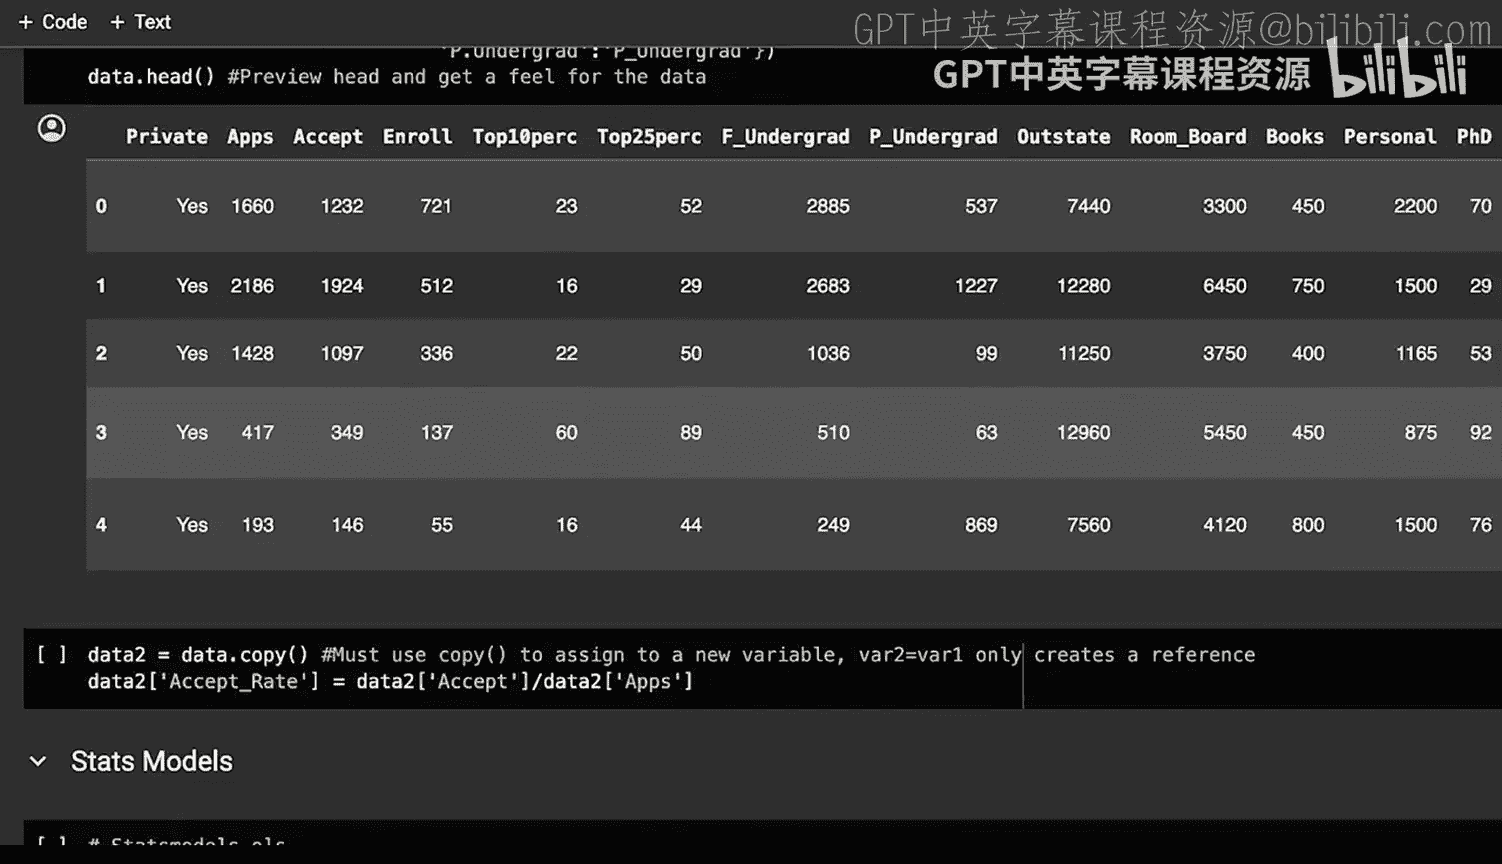 + Code + Text
GPT中英字幕课程资源@bilibili.com
GPT中英字幕课程资源 bilibili
'P.Undergrad':'P_Undergrad'})
data.head() #Preview head and get a feel for the data
Private Apps Accept Enroll Top10perc Top25perc F_Undergrad P_Undergrad Outstate Room_Board Books Personal PhD
0 Yes 1660 1232 721 23 52 2885 537 7440 3300 450 2200 70
1 Yes 2186 1924 512 16 29 2683 1227 12280 6450 750 1500 29
2 Yes 1428 1097 336 22 50 1036 99 11250 3750 400 1165 53
3 Yes 417 349 137 60 89 510 63 12960 5450 450 875 92
4 Yes 193 146 55 16 44 249 869 7560 4120 800 1500 76
[ ] data2 = data.copy() #Must use copy() to assign to a new variable, var2=var1 only creates a reference
data2['Accept_Rate'] = data2['Accept']/data2['Apps']
Stats Models
[ ] # Statsmodels ols